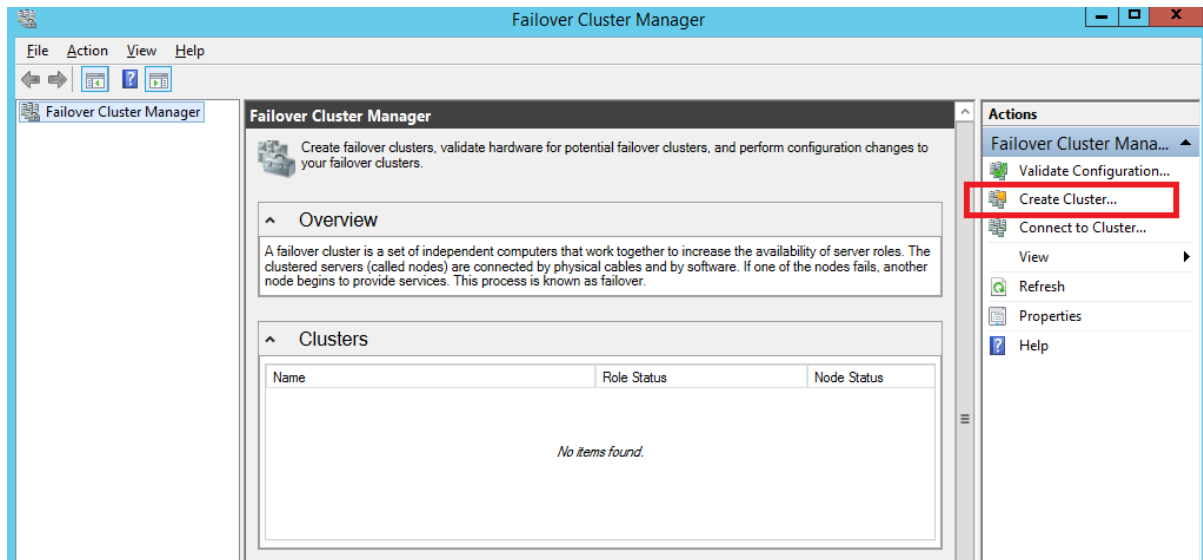 Failover Cluster Manager
File Action View Help
Failover Cluster Manager
Failover Cluster Manager
Create failover clusters, validate hardware for potential failover clusters, and perform configuration changes to
your failover clusters.
Overview
A failover cluster is a set of independent computers that work together to increase the availability of server roles. The
clustered servers (called nodes) are connected by physical cables and by software. If one of the nodes fails, another
node begins to provide services. This process is known as failover.
Clusters
Name Role Status Node Status
No items found.
Actions
Failover Cluster Mana...
Validate Configuration...
Create Cluster...
Connect to Cluster...
View
Refresh
Properties
Help